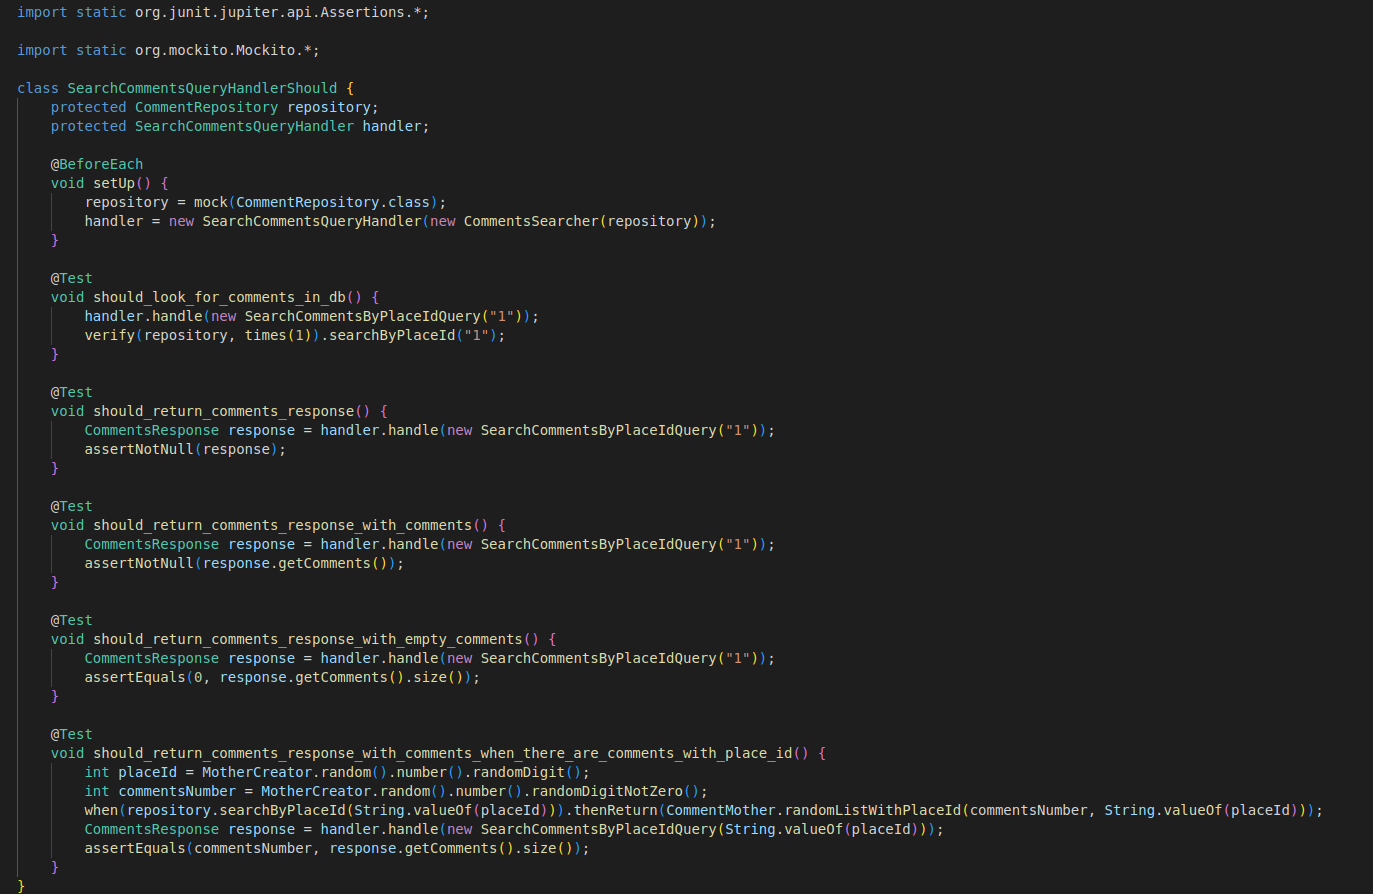 import static org.junit.jupiter.api.Assertions.*;

import static org.mockito.Mockito.*;

class SearchCommentsQueryHandlerShould {
    protected CommentRepository repository;
    protected SearchCommentsQueryHandler handler;

    @BeforeEach
    void setUp() {
        repository = mock(CommentRepository.class);
        handler = new SearchCommentsQueryHandler(new CommentsSearcher(repository));
    }

    @Test
    void should_look_for_comments_in_db() {
        handler.handle(new SearchCommentsByPlaceIdQuery("1"));
        verify(repository, times(1)).searchByPlaceId("1");
    }

    @Test
    void should_return_comments_response() {
        CommentsResponse response = handler.handle(new SearchCommentsByPlaceIdQuery("1"));
        assertNotNull(response);
    }

    @Test
    void should_return_comments_response_with_comments() {
        CommentsResponse response = handler.handle(new SearchCommentsByPlaceIdQuery("1"));
        assertNotNull(response.getComments());
    }

    @Test
    void should_return_comments_response_with_empty_comments() {
        CommentsResponse response = handler.handle(new SearchCommentsByPlaceIdQuery("1"));
        assertEquals(0, response.getComments().size());
    }

    @Test
    void should_return_comments_response_with_comments_when_there_are_comments_with_place_id() {
        int placeId = MotherCreator.random().number().randomDigit();
        int commentsNumber = MotherCreator.random().number().randomDigitNotZero();
        when(repository.searchByPlaceId(String.valueOf(placeId))).thenReturn(CommentMother.randomListWithPlaceId(commentsNumber, String.valueOf(placeId)));
        CommentsResponse response = handler.handle(new SearchCommentsByPlaceIdQuery(String.valueOf(placeId)));
        assertEquals(commentsNumber, response.getComments().size());
    }
}